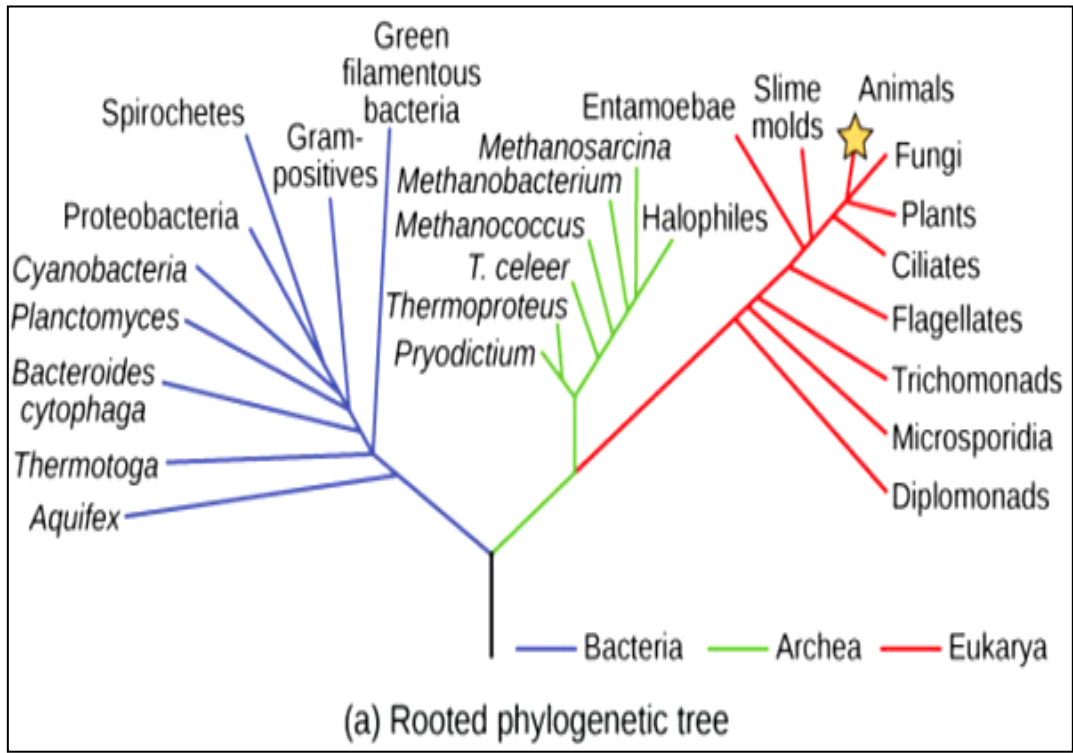 Green
filamentous
bacteria
Spirochetes
Gram-
positives
Proteobacteria
Cyanobacteria
Planctomyces
Bacteroides
cytophaga
Thermotoga
Aquifex
Methanosarcina
Methanobacterium
Methanococcus
Halophiles
T. celeer
Thermoproteus
Pryodictium
Entamoebae
Slime
molds
Animals
Fungi
Plants
Ciliates
Flagellates
Trichomonads
Microsporidia
Diplomonads
Bacteria
Archea
Eukarya
(a) Rooted phylogenetic tree